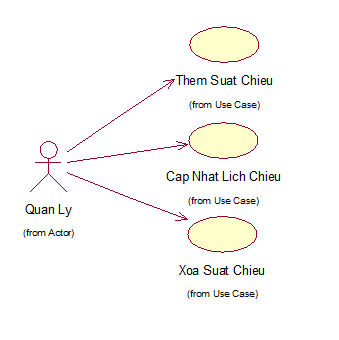 Them Suat Chieu
(from Use Case)
Cap Nhat Lich Chieu
(from Use Case)
Quan Ly
(from Actor)
Xoa Suat Chieu
(from Use Case)